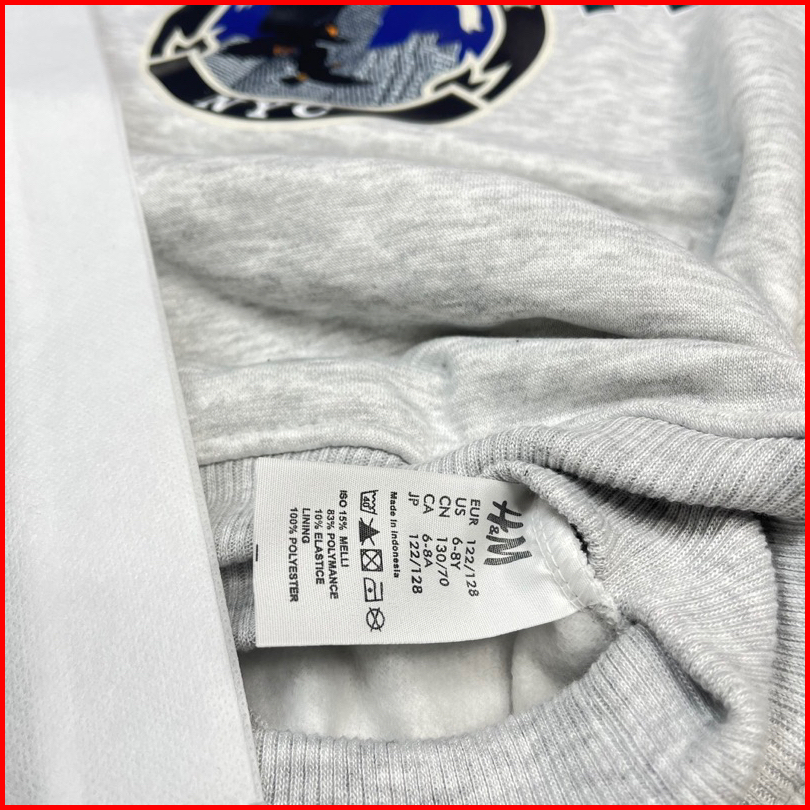 NYC
H&M
EUR 122/128
US 6-8Y
CN 130/70
CA 6-8A
JP 122/128
Made in Indonesia
40
ISO 15% MELLI
83% POLYMANCE
10% ELASTICE
LINING
100% POLYESTER